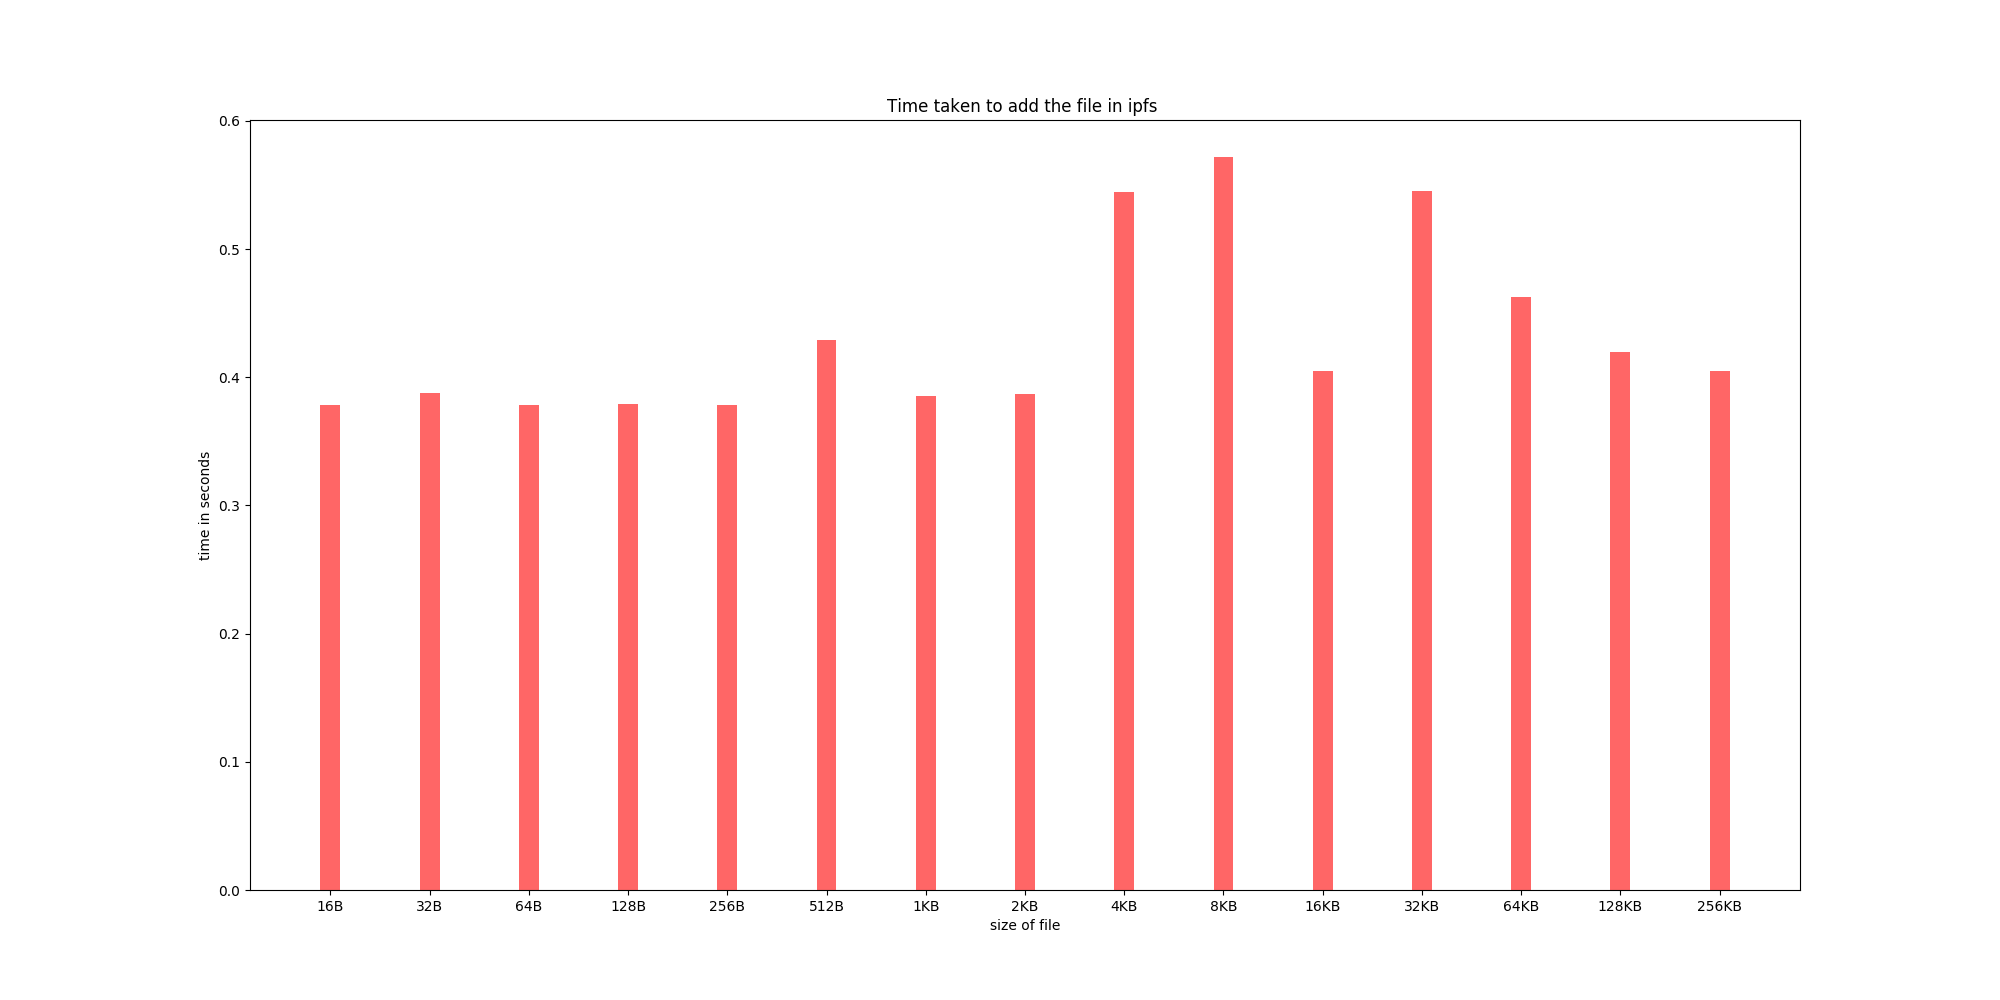 Time taken to add the file in ipfs
time in seconds
0.6
0.5
0.4
0.3
0.2
0.1
0.0
16B 32B 64B 128B 256B 512B 1KB 2KB 4KB 8KB 16KB 32KB 64KB 128KB 256KB
size of file